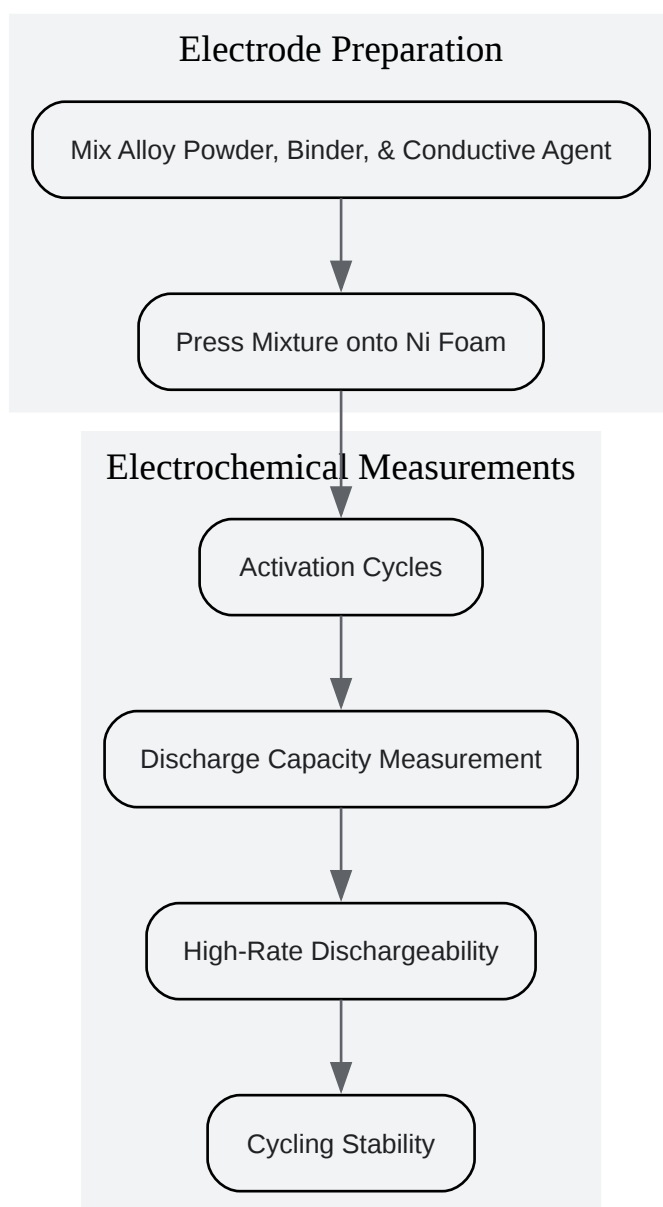 Electrode Preparation
Mix Alloy Powder, Binder, & Conductive Agent
Press Mixture onto Ni Foam
Electrochemical Measurements
Activation Cycles
Discharge Capacity Measurement
High-Rate Dischargeability
Cycling Stability